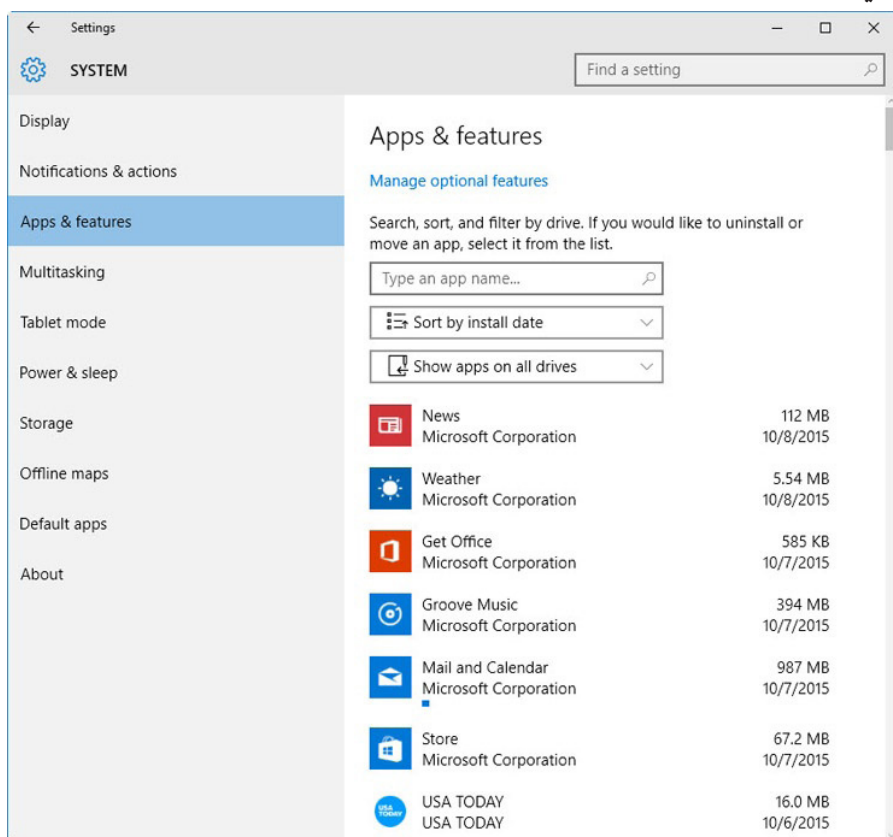 Settings
SYSTEM
Find a setting
Display
Notifications & actions
Apps & features
Multitasking
Tablet mode
Power & sleep
Storage
Offline maps
Default apps
About
Apps & features
Manage optional features
Search, sort, and filter by drive. If you would like to uninstall or
move an app, select it from the list.
Type an app name...
Sort by install date
Show apps on all drives
News 112 MB
Microsoft Corporation 10/8/2015
Weather 5.54 MB
Microsoft Corporation 10/8/2015
Get Office 585 KB
Microsoft Corporation 10/7/2015
Groove Music 394 MB
Microsoft Corporation 10/7/2015
Mail and Calendar 987 MB
Microsoft Corporation 10/7/2015
Store 67.2 MB
Microsoft Corporation 10/7/2015
USA TODAY
USA TODAY 16.0 MB
USA TODAY 10/6/2015